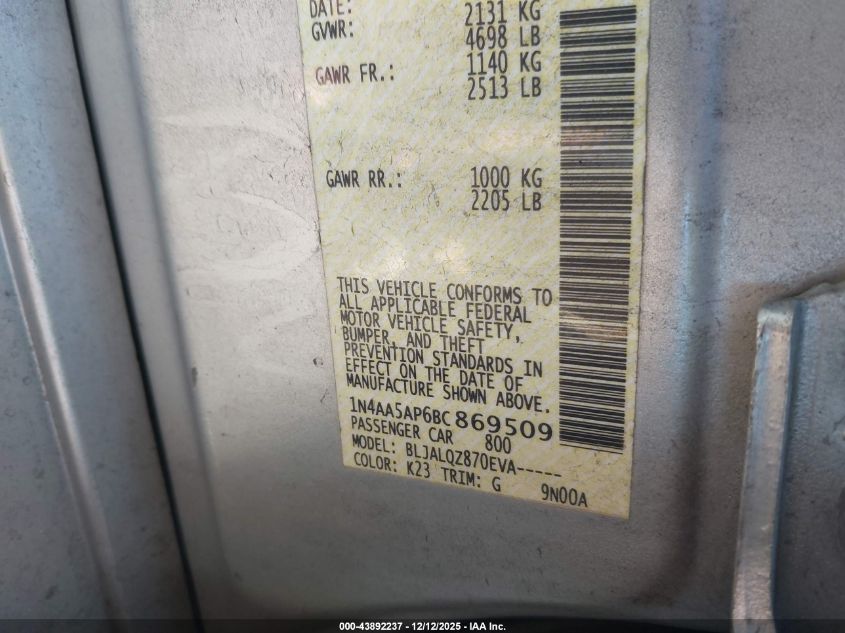 DATE:
2131 KG
GVWR:
4698 LB
GAWR FR.:
1140 KG
2513 LB
GAWR RR.:
1000 KG
2205 LB
THIS VEHICLE CONFORMS TO
ALL APPLICABLE FEDERAL
MOTOR VEHICLE SAFETY,
BUMPER, AND THEFT
PREVENTION STANDARDS IN
EFFECT ON THE DATE OF
MANUFACTURE SHOWN ABOVE.
1N4AA5AP6BC869509
PASSENGER CAR 800
MODEL: BLJALQZ870EVA-----
COLOR: K23 TRIM: G 9N00A
000-43892237 - 12/12/2025 - IAA Inc.